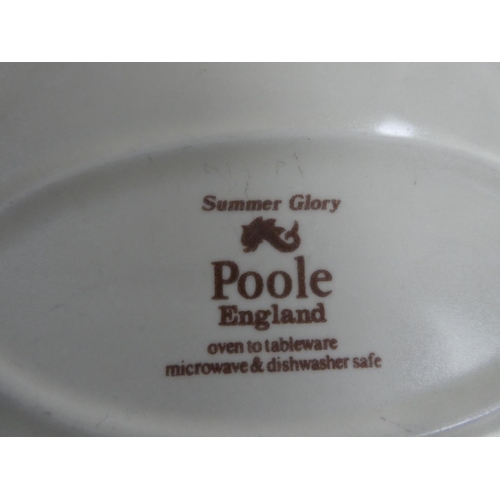 Summer Glory
Poole
England
oven to tableware
microwave & dishwasher safe